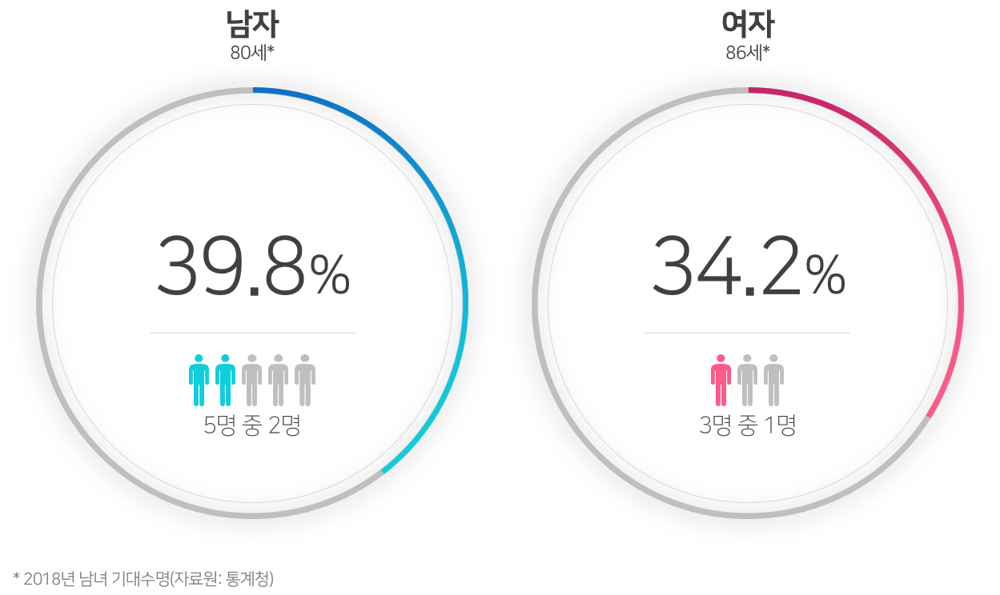 남자
80세*
39.8%
5명 중 2명
여자
86세*
34.2%
3명 중 1명
* 2018년 남녀 기대수명(자료원: 통계청)